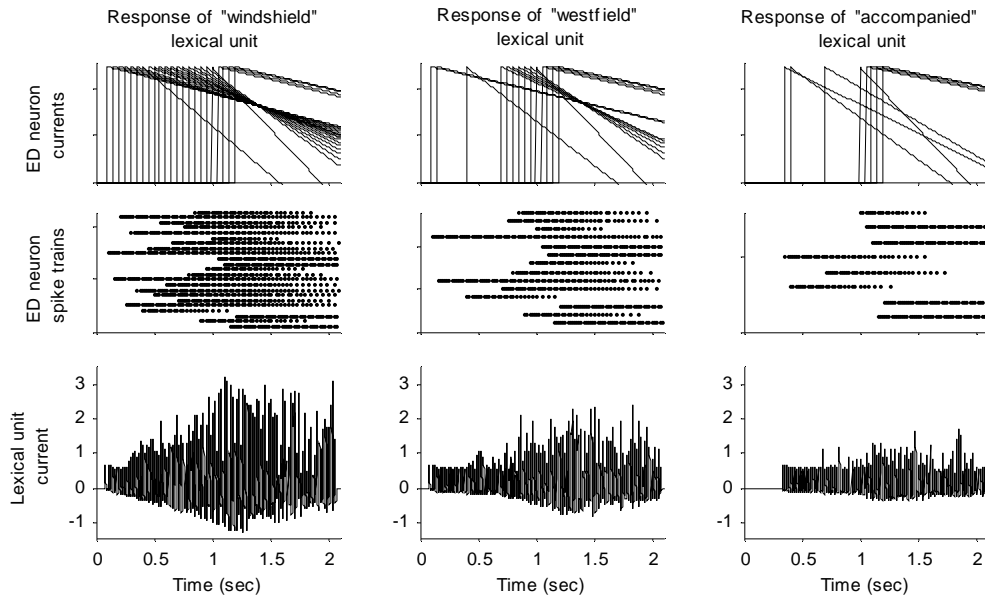 Response of "windshield"
lexical unit
Response of "westfield"
lexical unit
Response of "accompanied"
lexical unit
ED neuron
currents
ED neuron
spike trains
Lexical unit
current
3
2
1
0
-1
0 0.5 1 1.5 2
Time (sec)
3
2
1
0
-1
0 0.5 1 1.5 2
Time (sec)
3
2
1
0
-1
0 0.5 1 1.5 2
Time (sec)